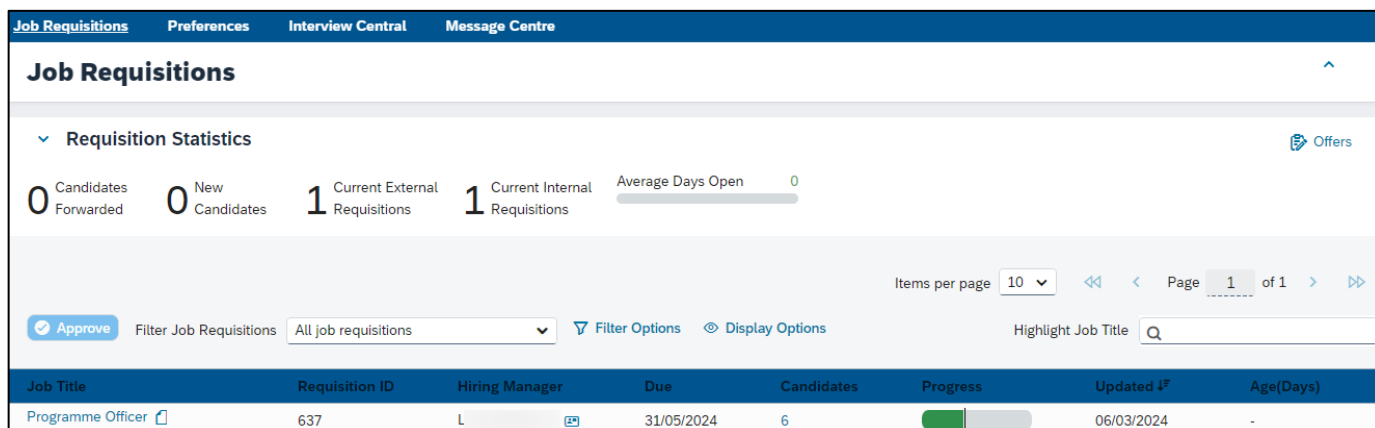 Job Requisitions Preferences Interview Central Message Centre
Job Requisitions
Requisition Statistics Offers
0 Candidates Forwarded 0 New Candidates 1 Current External Requisitions 1 Current Internal Requisitions Average Days Open 0
Items per page 10 Page 1 of 1
Approve Filter Job Requisitions All job requisitions Filter Options Display Options Highlight Job Title
Job Title Requisition ID Hiring Manager Due Candidates Progress Updated Age(Days)
Programme Officer 637 L 31/05/2024 6 06/03/2024 -